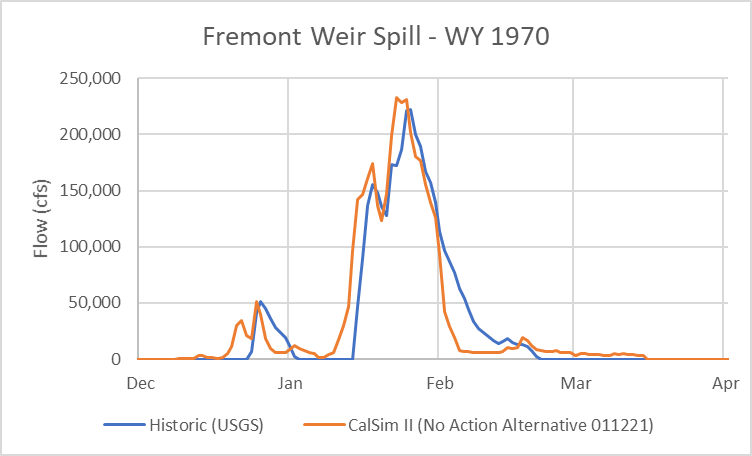 Fremont Weir Spill - WY 1970
250,000
200,000
150,000
100,000
50,000
0
Flow (cfs)
Dec Jan Feb Mar Apr
Historic (USGS) CalSim II (No Action Alternative 011221)